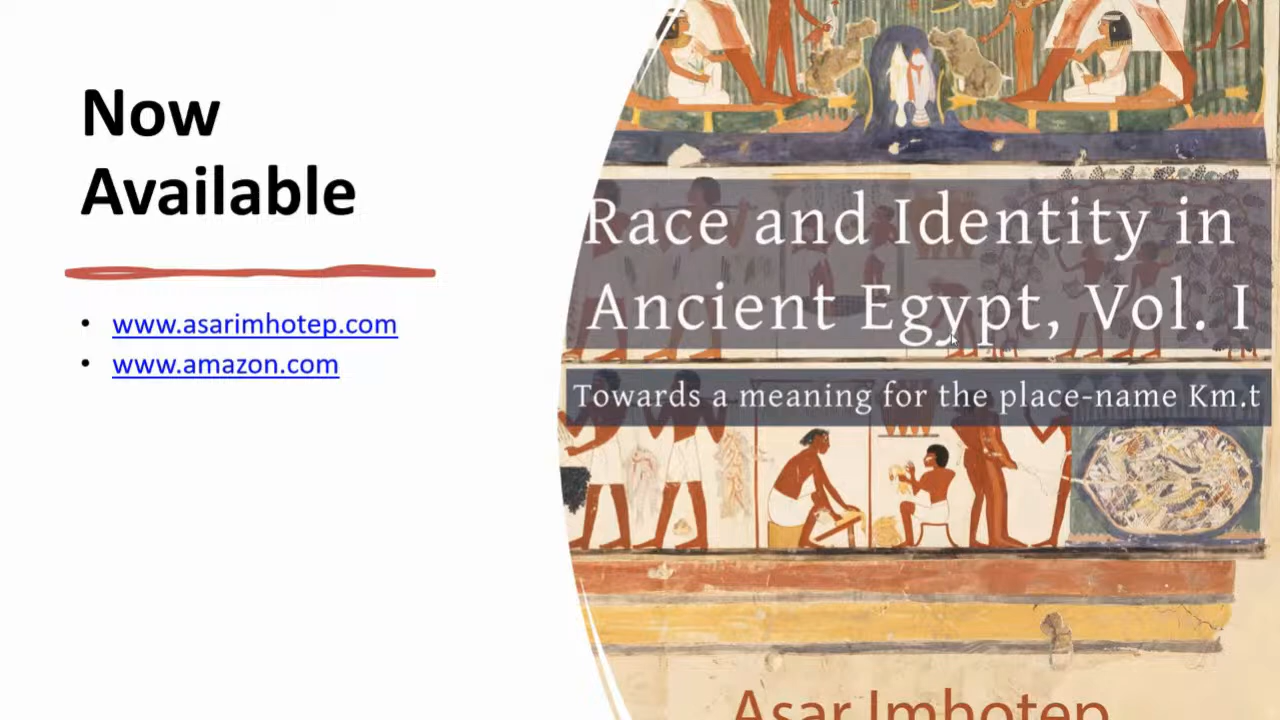 Now
Available
• www.asarimhotep.com
• www.amazon.com
Race and Identity in
Ancient Egypt, Vol. I
Towards a meaning for the place-name Km.t
Asar Imhotep